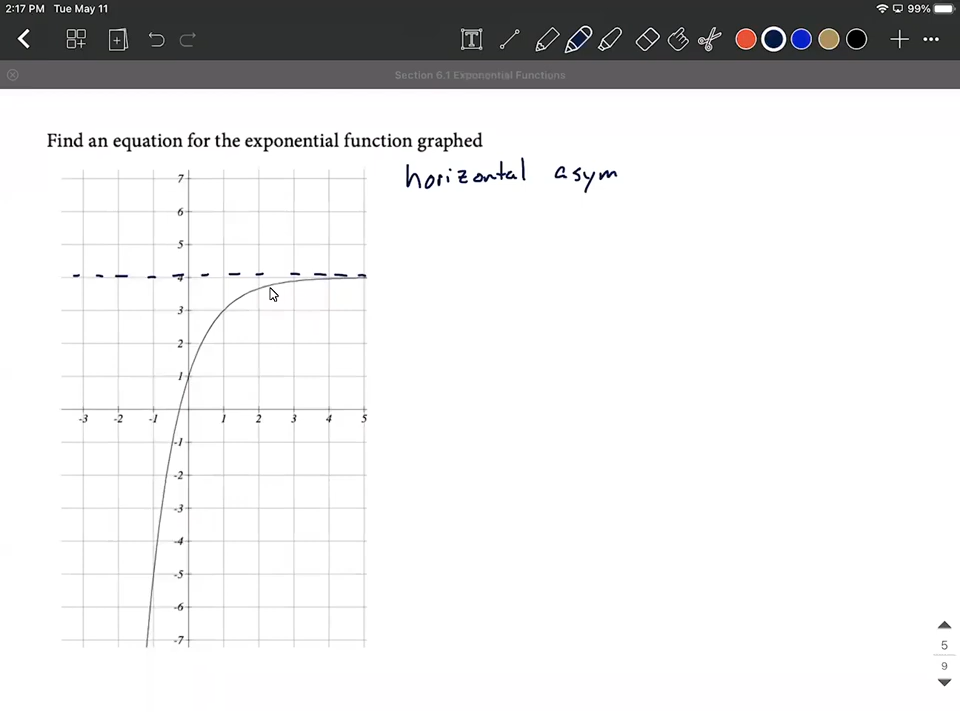 2:17 PM Tue May 11
99%
T
Section 6.1 Exponential Functions
Find an equation for the exponential function graphed
horizontal asym
7
6
5
4
3
2
1
-3 -2 -1 1 2 3 4 5
-1
-2
-3
-4
-5
-6
-7
5
9